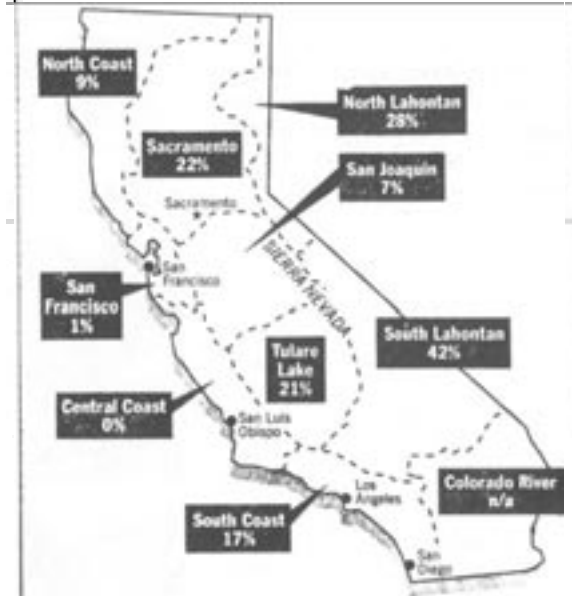 North Coast
9%
North Lahontan
28%
Sacramento
22%
San Joaquin
7%
Sacramento
SIERRA NEVADA
San
Francisco
San
Francisco
1%
South Lahontan
42%
Tulare
Lake
21%
Central Coast
0%
San Luis
Obispo
Colorado River
n/a
Los
Angeles
South Coast
17%
San
Diego